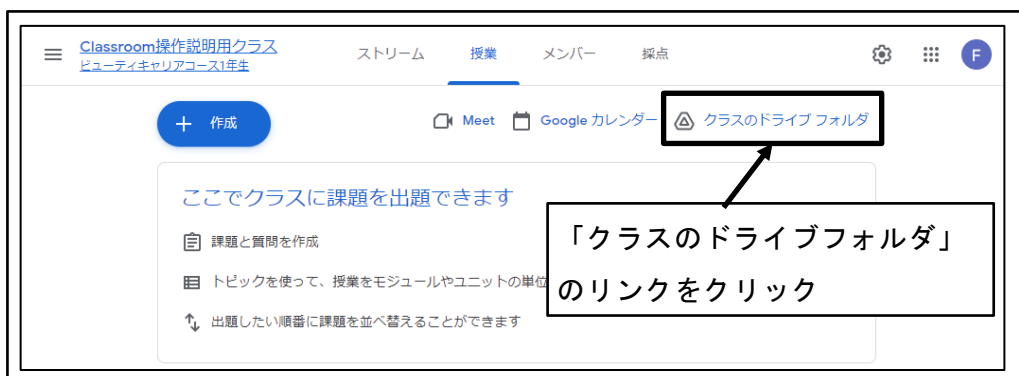 Classroom操作説明用クラス
ビューティキャリアコース1年生
ストリーム 授業 メンバー 採点
F
+ 作成
Meet Google カレンダー クラスのドライブ フォルダ
ここでクラスに課題を出題できます
課題と質問を作成
トピックを使って、授業をモジュールやユニットの単位
出題したい順番に課題を並べ替えることができます
「クラスのドライブフォルダ」
のリンクをクリック